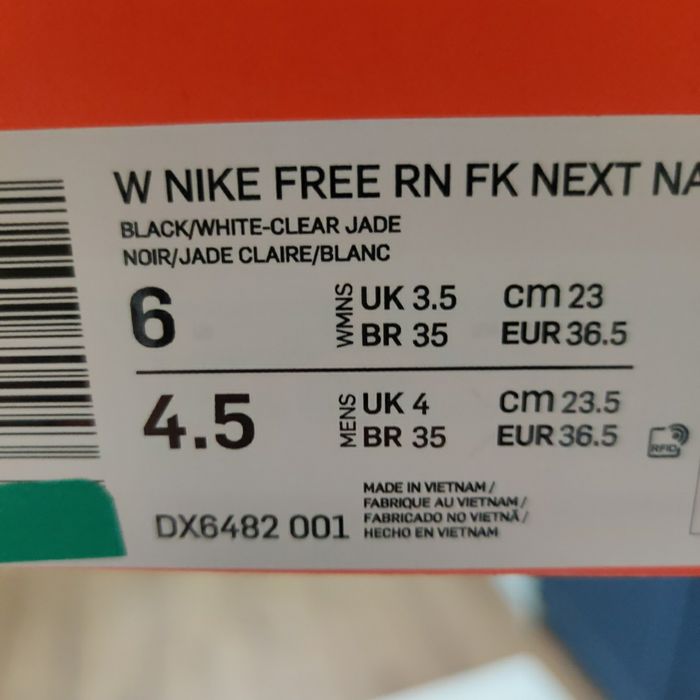 W NIKE FREE RN FK NEXT NA
BLACK/WHITE-CLEAR JADE
NOIR/JADE CLAIRE/BLANC
6 WMNS UK 3.5 cm 23
BR 35 EUR 36.5
4.5 MENS UK 4 cm 23.5
BR 35 EUR 36.5
RFID
MADE IN VIETNAM /
FABRIQUE AU VIETNAM /
FABRICADO NO VIETNÃ /
HECHO EN VIETNAM
DX6482 001